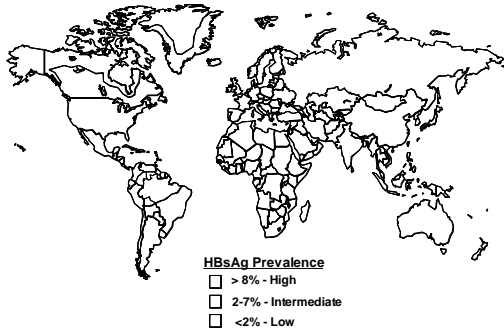 HBsAg Prevalence
> 8% - High
2-7% - Intermediate
<2% - Low